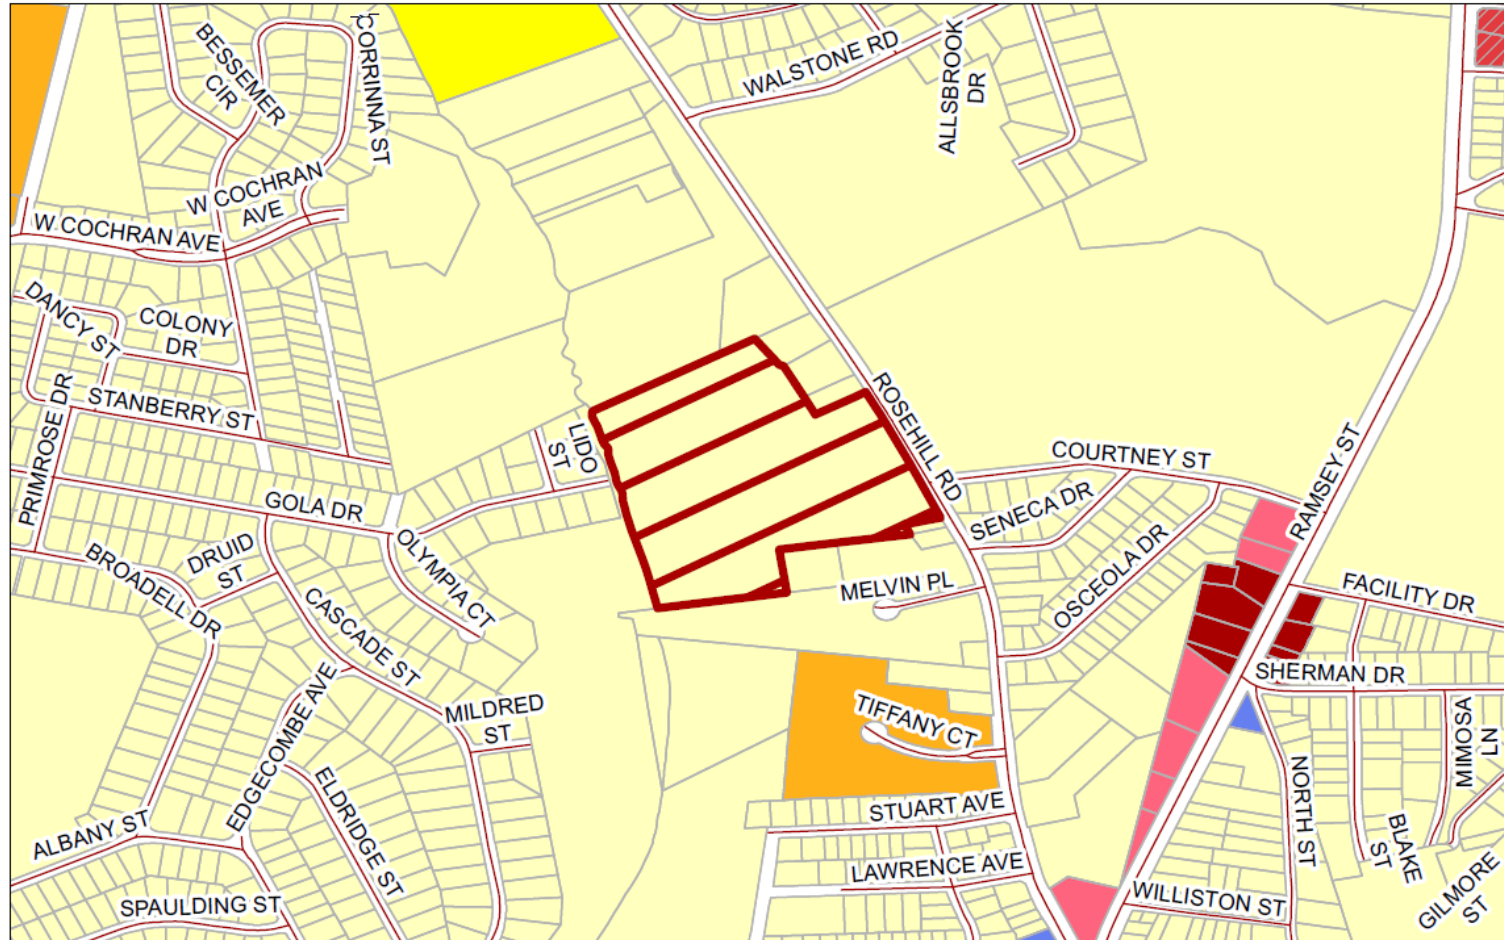 BESSEMER
CIR
CORRINNA ST
WALSTONE RD
ALLSBROOK
DR
W COCHRAN
AVE
W COCHRAN AVE
DANCY ST
COLONY
DR
STANBERRY ST
PRIMROSE DR
LIDO
ST
ROSEHILL RD
COURTNEY ST
RAMSEY ST
SENECA DR
OSCEOLA DR
GOLA DR
OLYMPIA CT
DRUID
ST
BROADELL DR
CASCADE ST
MELVIN PL
FACILITY DR
SHERMAN DR
EDGECOMBE AVE
MILDRED
ST
TIFFANY CT
MIMOSA
LN
NORTH ST
BLAKE
ST
ELDRIDGE ST
STUART AVE
ALBANY ST
LAWRENCE AVE
SPAULDING ST
WILLISTON ST
GILMORE
ST